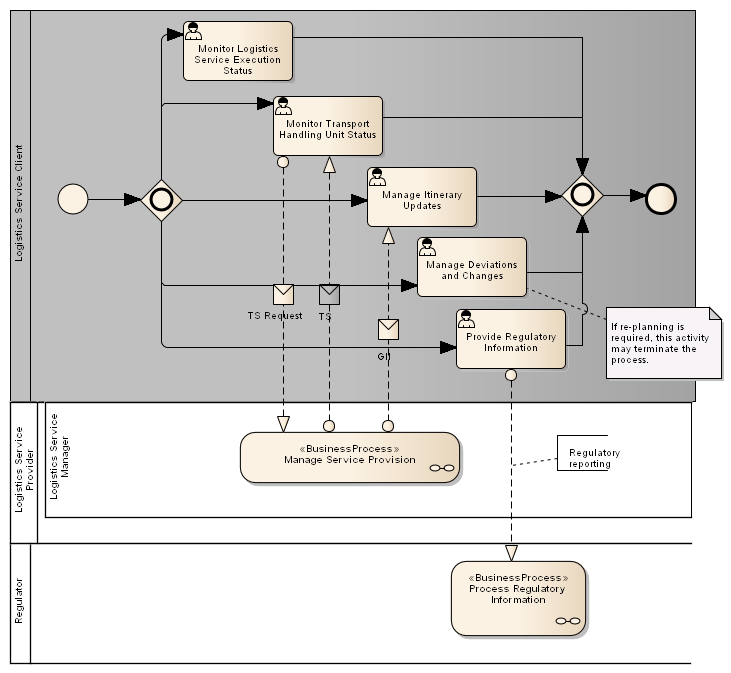 Logistics Service Client
Monitor Logistics
Service Execution
Status
Monitor Transport
Handling Unit Status
Manage Itinerary
Updates
Manage Deviations
and Changes
TS Request
TS
If re-planning is
required, this activity
may terminate the
process.
Provide Regulatory
Information
GII
Logistics Service
Provider
Logistics Service
Manager
«BusinessProcess»
Manage Service Provision
Regulatory
reporting
Regulator
«BusinessProcess»
Process Regulatory
Information